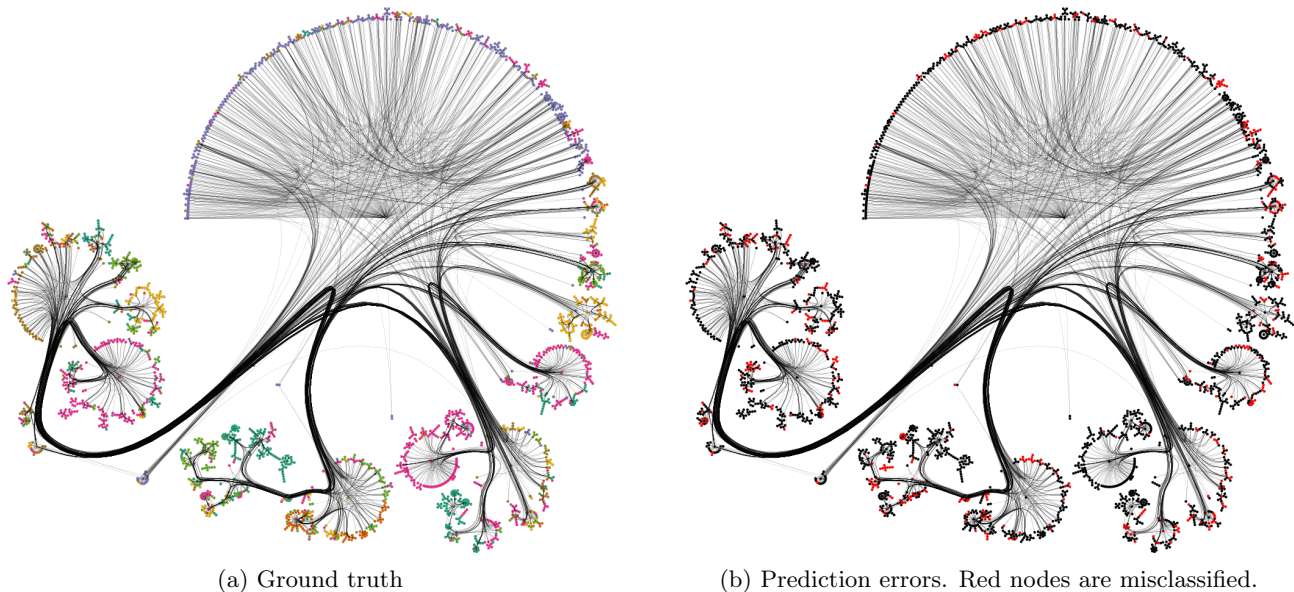 (a) Ground truth
(b) Prediction errors. Red nodes are misclassified.